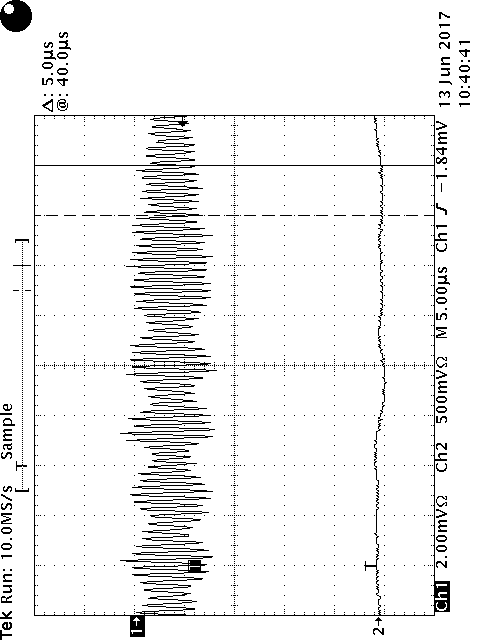 Tek Run: 10.0MS/s Sample
Δ: 5.0µs
@: 40.0µs
1→
T
2→
Ch1 2.00mVΩ Ch2 500mVΩ M 5.00µs Ch1 ∫ −1.84mV
13 Jun 2017
10:40:41